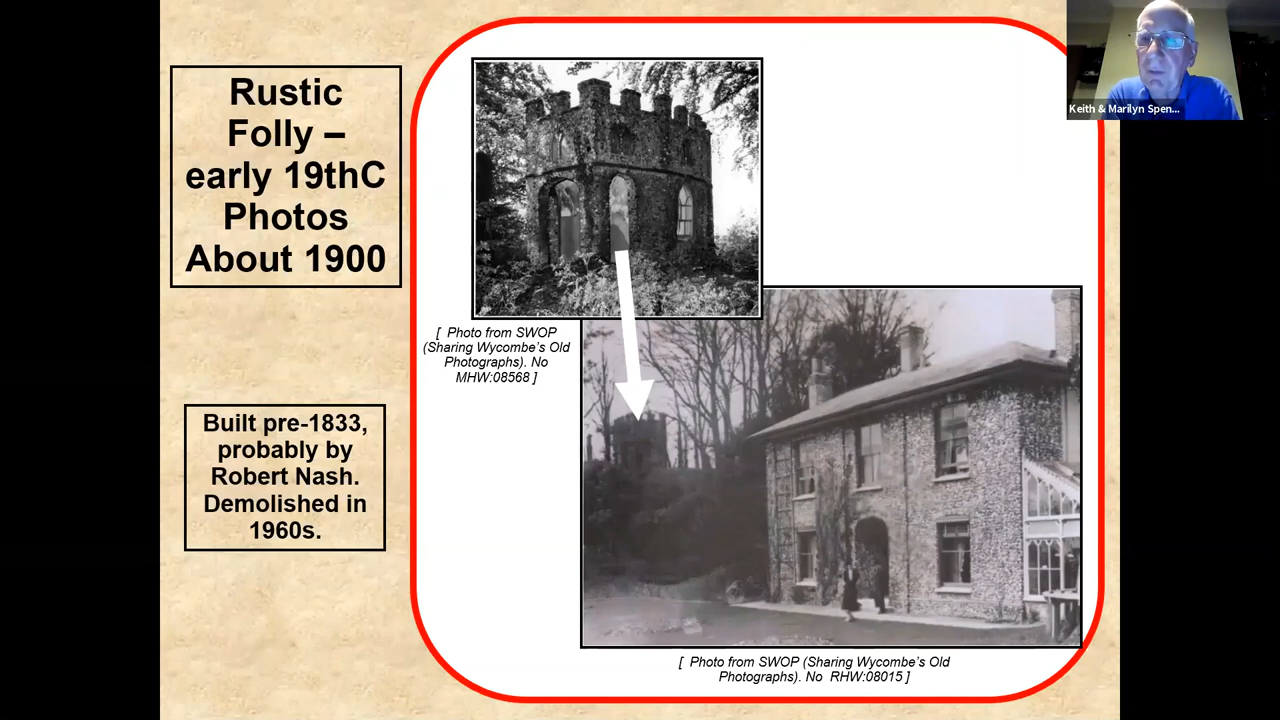 Rustic
Folly –
early 19thC
Photos
About 1900
Built pre-1833,
probably by
Robert Nash.
Demolished in
1960s.
[ Photo from SWOP
(Sharing Wycombe's Old
Photographs). No
MHW:08568 ]
[ Photo from SWOP (Sharing Wycombe's Old
Photographs). No RHW:08015 ]
Keith & Marilyn Spen...